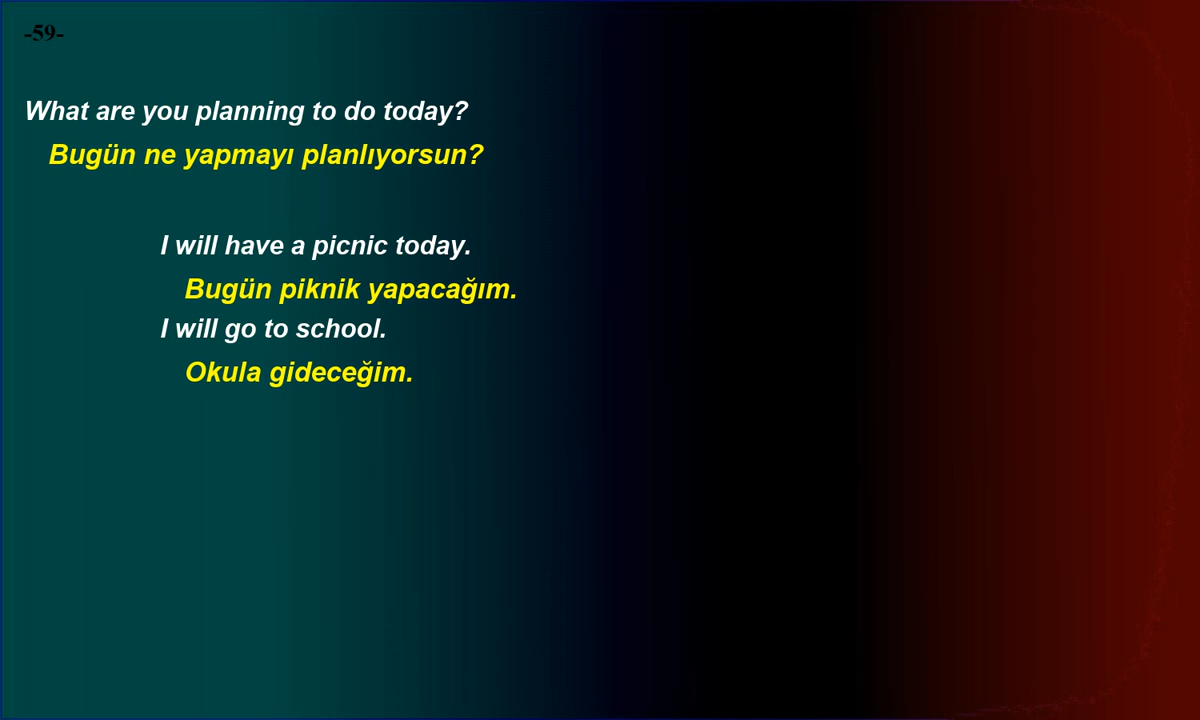 -59-
What are you planning to do today?
Bugün ne yapmayı planlıyorsun?
I will have a picnic today.
Bugün piknik yapacağım.
I will go to school.
Okula gideceğim.